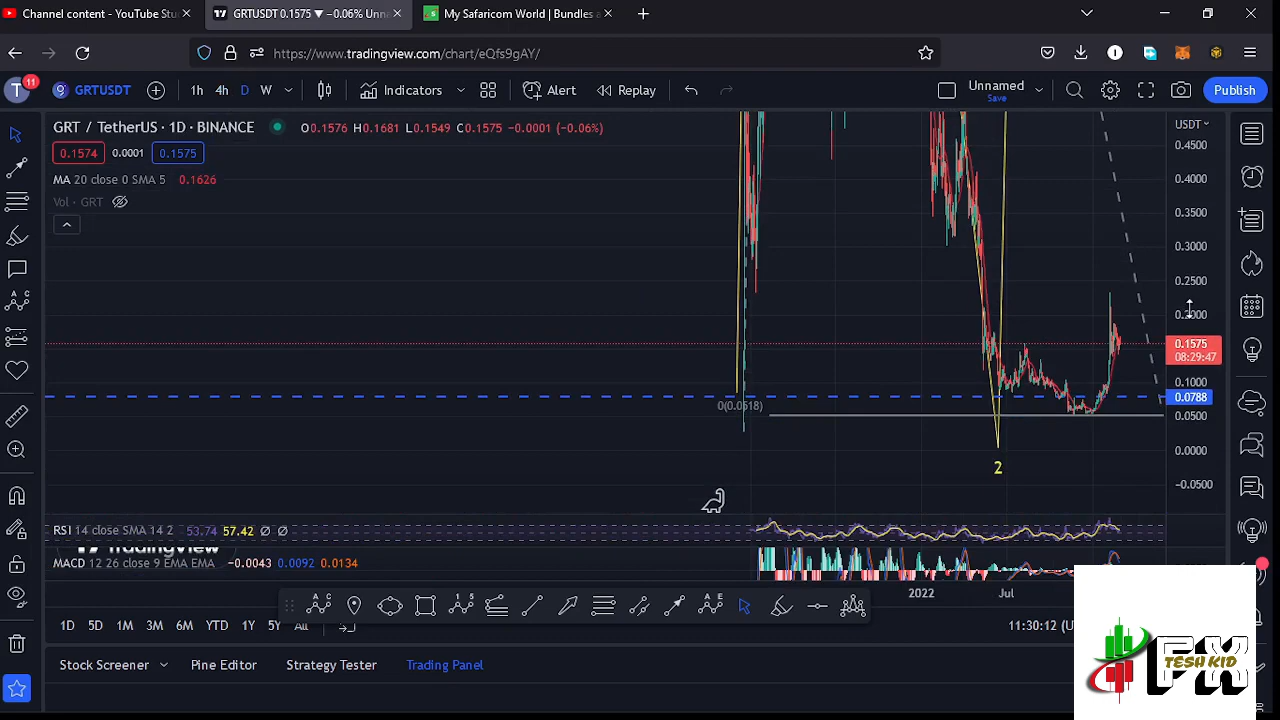 Channel content - YouTube Stu
GRTUSDT 0.1575 ▼ −0.06% Unna
My Safaricom World | Bundles a
https://www.tradingview.com/chart/eQfs9gAY/
T 11 GRTUSDT 1h 4h D W Indicators Alert Replay Unnamed Save Publish
GRT / TetherUS · 1D · BINANCE O0.1576 H0.1681 L0.1549 C0.1575 −0.0001 (−0.06%)
USDT
0.1574 0.0001 0.1575
MA 20 close 0 SMA 5 0.1626
Vol · GRT
0.4500
0.4000
0.3500
0.3000
0.2500
0.2000
0.1575
08:29:47
0.1000
0.0788
0(0.0518)
0.0500
0.0000
2
−0.0500
RSI 14 close SMA 14 2 53.74 57.42 Ø Ø
TradingView
MACD 12 26 close 9 EMA EMA −0.0043 0.0092 0.0134
2022 Jul
1D 5D 1M 3M 6M YTD 1Y 5Y All 11:30:12 (U
Stock Screener Pine Editor Strategy Tester Trading Panel
FX
TESH KID